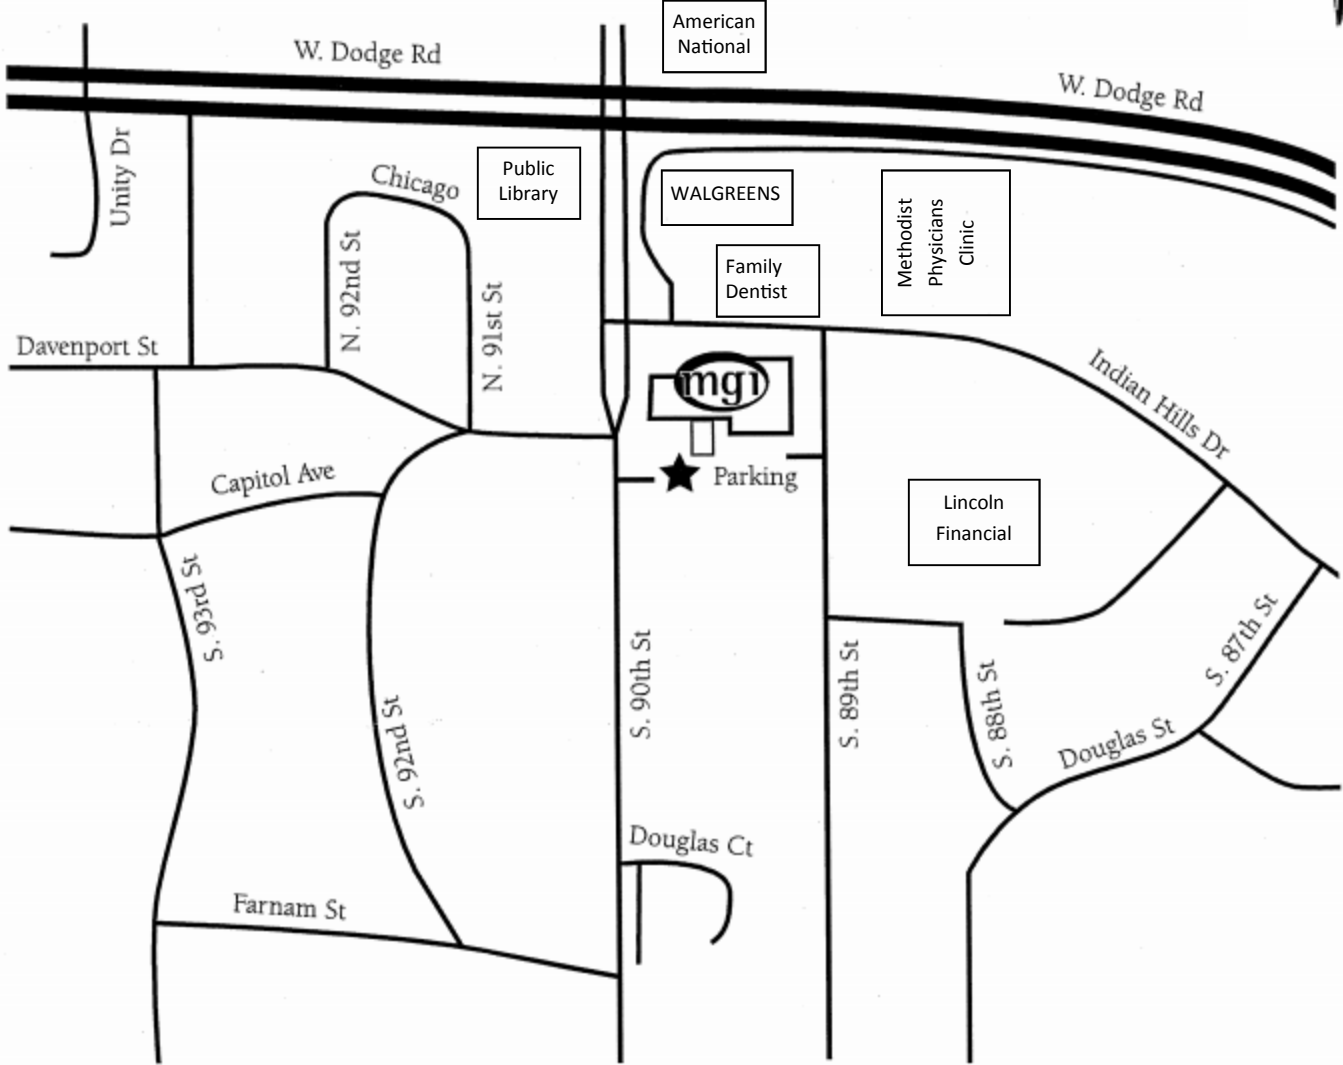 American
National
W. Dodge Rd
W. Dodge Rd
Unity Dr
Chicago
Public
Library
WALGREENS
Methodist
Physicians
Clinic
N. 92nd St
N. 91st St
Family
Dentist
Davenport St
mgi
Indian Hills Dr
Capitol Ave
Parking
Lincoln
Financial
S. 93rd St
S. 92nd St
S. 90th St
S. 89th St
S. 88th St
S. 87th St
Douglas St
Douglas Ct
Farnam St